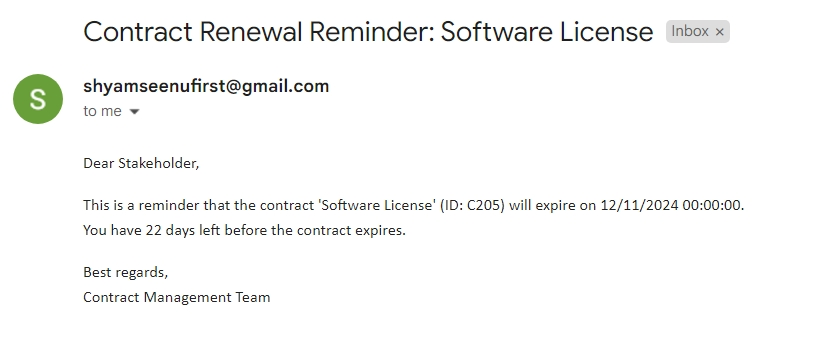 Contract Renewal Reminder: Software License Inbox ×
S
shyamseenufirst@gmail.com
to me
Dear Stakeholder,
This is a reminder that the contract 'Software License' (ID: C205) will expire on 12/11/2024 00:00:00.
You have 22 days left before the contract expires.
Best regards,
Contract Management Team